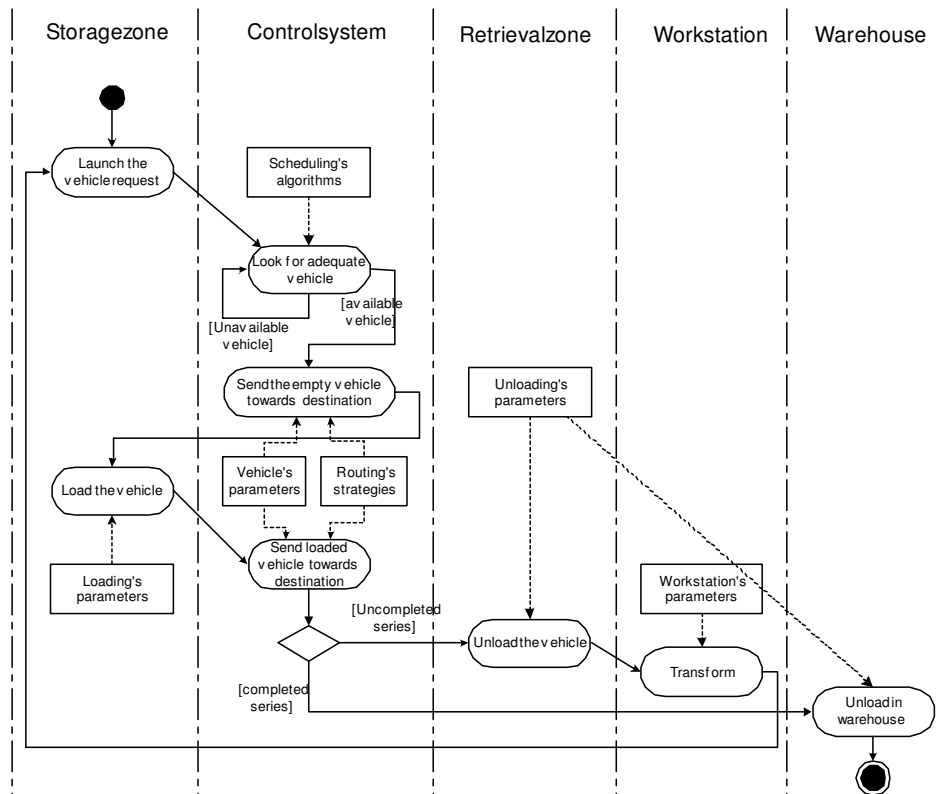 Storagezone
Controlsystem
Retrievalzone
Workstation
Warehouse
Launch the
vehicle request
Scheduling's
algorithms
Look for adequate
vehicle
[Unavailable
vehicle]
[available
vehicle]
Send the empty vehicle
towards destination
Unloading's
parameters
Load the vehicle
Vehicle's
parameters
Routing's
strategies
Send loaded
vehicle towards
destination
Loading's
parameters
[Uncompleted
series]
Workstation's
parameters
Unload the vehicle
Transform
[completed
series]
Unload in
warehouse